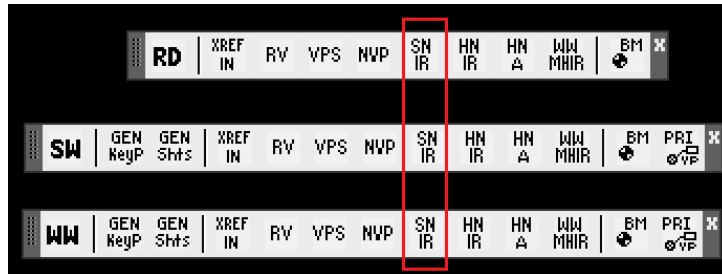 RD XREF IN RV VPS NVP SN IR HN IR HN A WW MHIR BM X
SW GEN KeyP GEN Shts XREF IN RV VPS NVP SN IR HN IR HN A WW MHIR BM PRI VP X
WW GEN KeyP GEN Shts XREF IN RV VPS NVP SN IR HN IR HN A WW MHIR BM PRI VP X